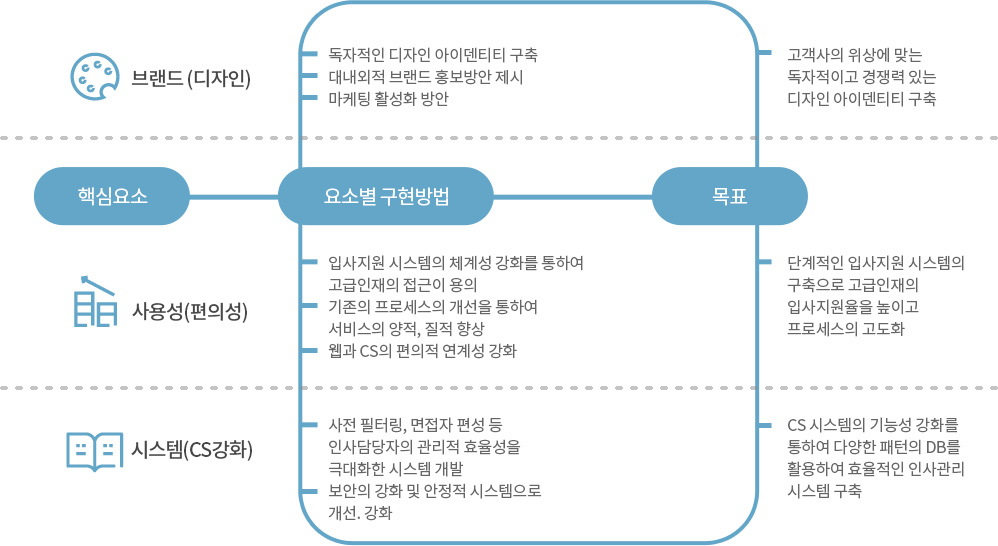 브랜드 (디자인)
독자적인 디자인 아이덴티티 구축
대내외적 브랜드 홍보방안 제시
마케팅 활성화 방안
고객사의 위상에 맞는
독자적이고 경쟁력 있는
디자인 아이덴티티 구축
핵심요소
요소별 구현방법
목표
사용성(편의성)
입사지원 시스템의 체계성 강화를 통하여
고급인재의 접근이 용의
기존의 프로세스의 개선을 통하여
서비스의 양적, 질적 향상
웹과 CS의 편의적 연계성 강화
단계적인 입사지원 시스템의
구축으로 고급인재의
입사지원율을 높이고
프로세스의 고도화
시스템(CS강화)
사전 필터링, 면접자 편성 등
인사담당자의 관리적 효율성을
극대화한 시스템 개발
보안의 강화 및 안정적 시스템으로
개선. 강화
CS 시스템의 기능성 강화를
통하여 다양한 패턴의 DB를
활용하여 효율적인 인사관리
시스템 구축